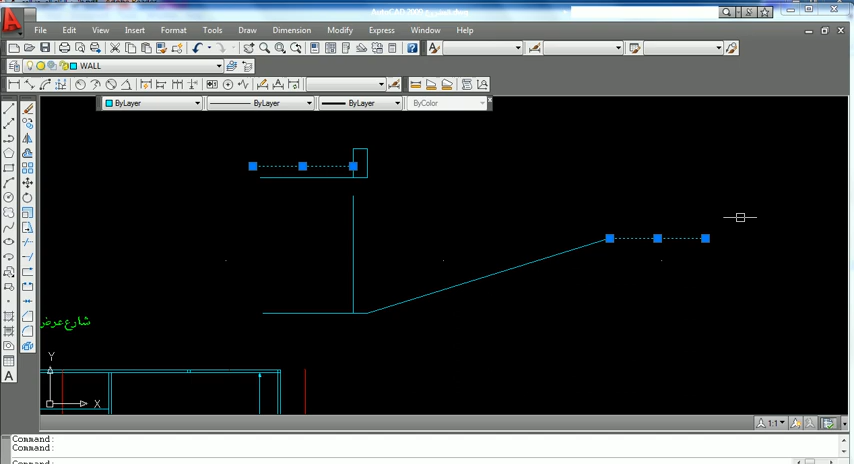 AutoCAD 2009
File Edit View Insert Format Tools Draw Dimension Modify Express Window Help
WALL
ByLayer ByLayer ByLayer ByColor
شارع عرض
Y
X
1:1
Command:
Command:
Command: